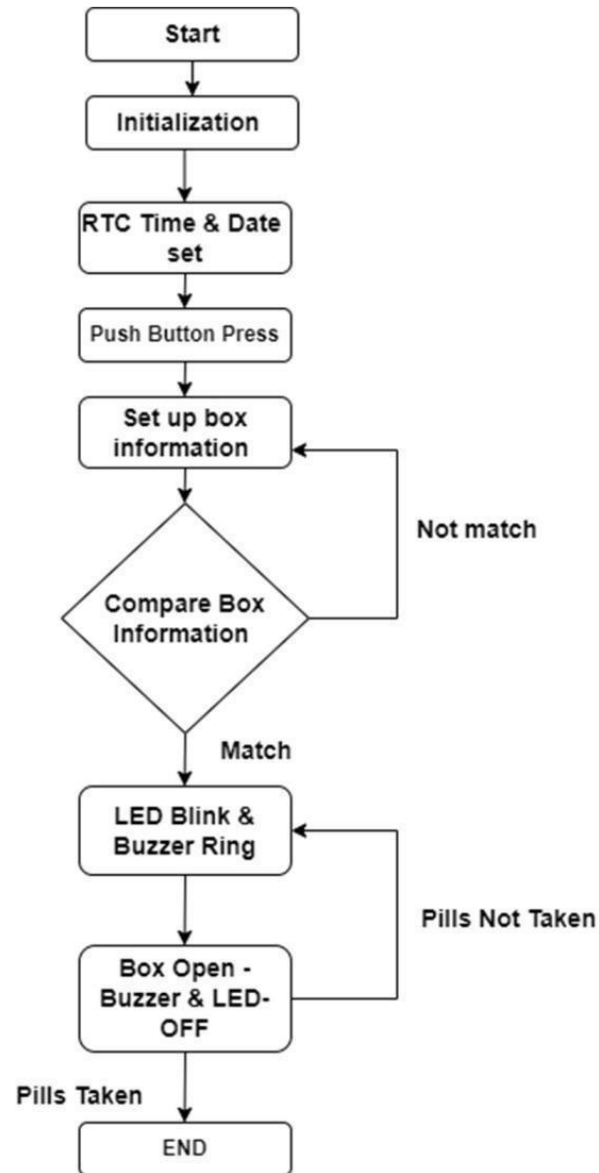 Start
Initialization
RTC Time & Date
set
Push Button Press
Set up box
information
Not match
Compare Box
Information
Match
LED Blink &
Buzzer Ring
Pills Not Taken
Box Open -
Buzzer & LED-
OFF
Pills Taken
END